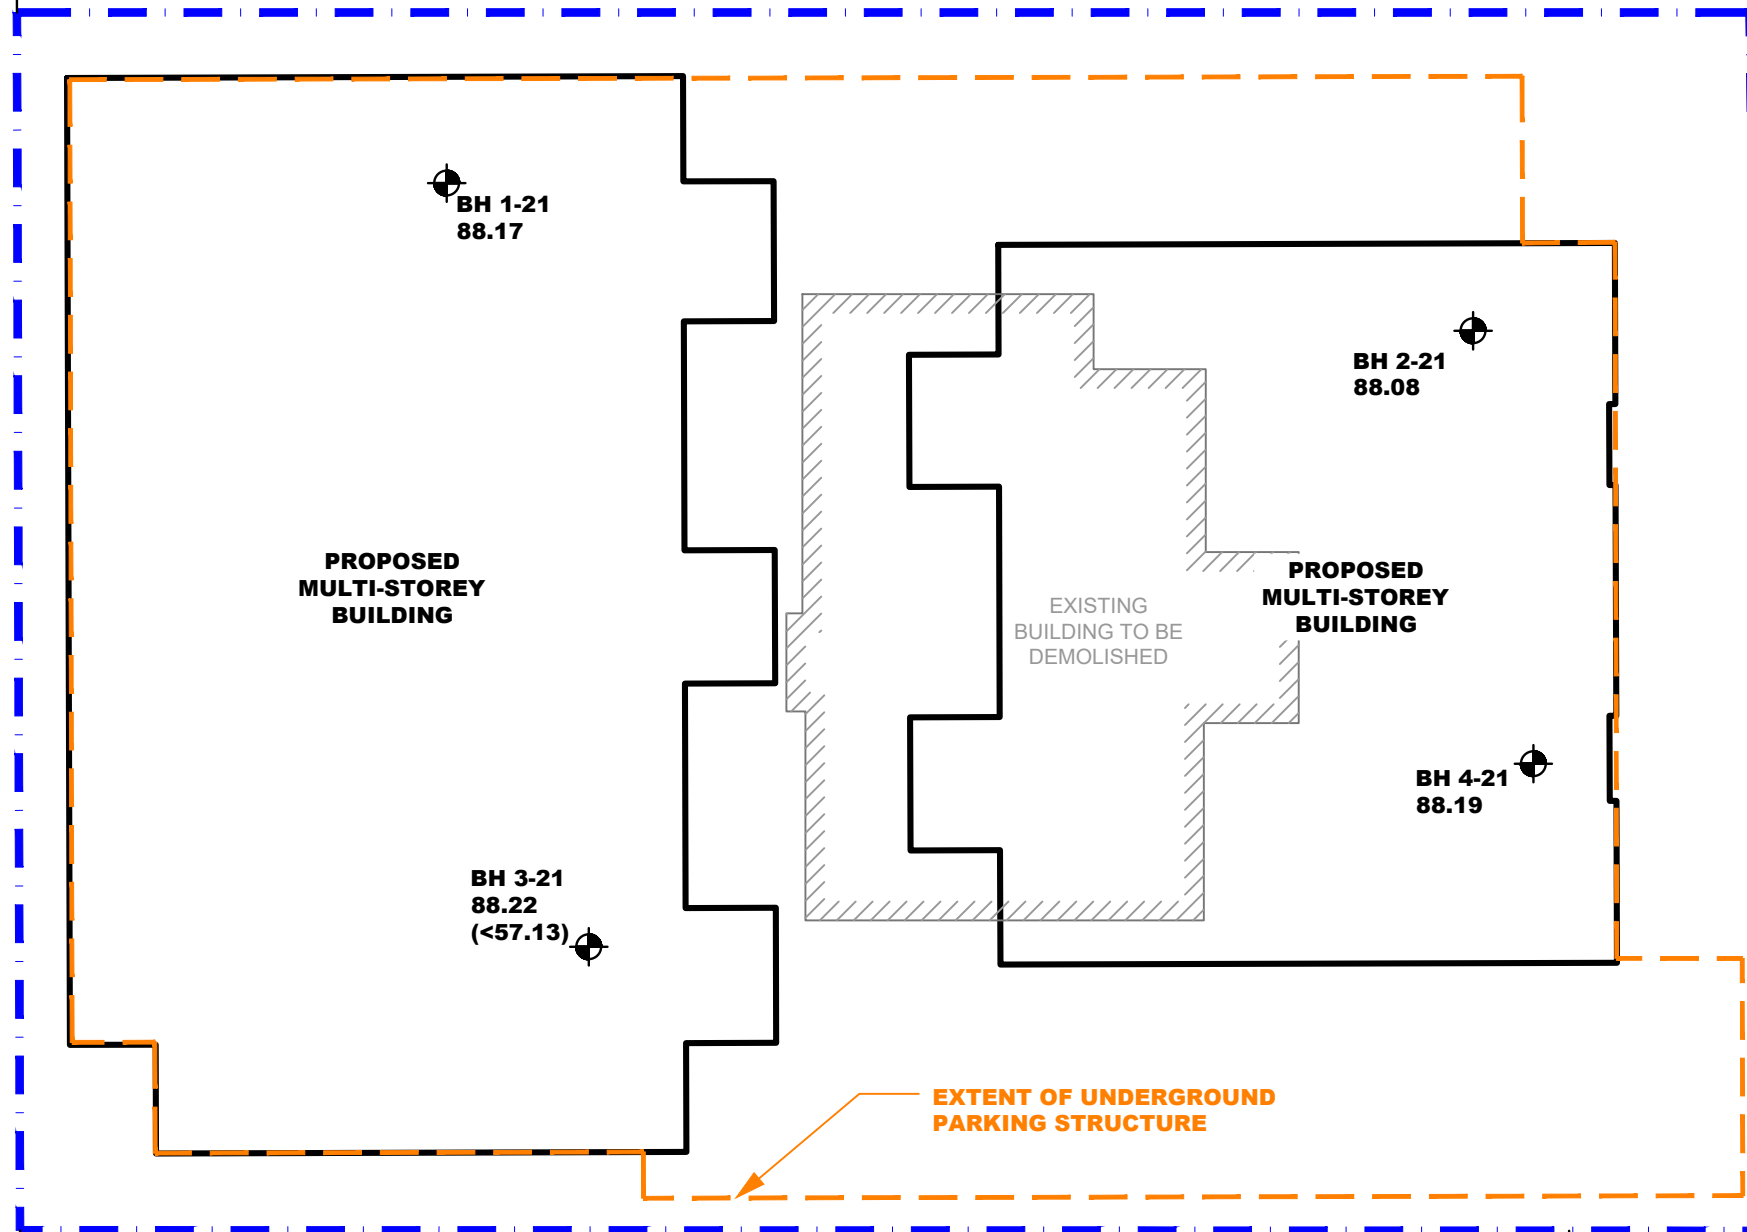 BH 1-21
88.17
BH 2-21
88.08
PROPOSED
MULTI-STOREY
BUILDING
EXISTING
BUILDING TO BE
DEMOLISHED
PROPOSED
MULTI-STOREY
BUILDING
BH 4-21
88.19
BH 3-21
88.22
(<57.13)
EXTENT OF UNDERGROUND
PARKING STRUCTURE